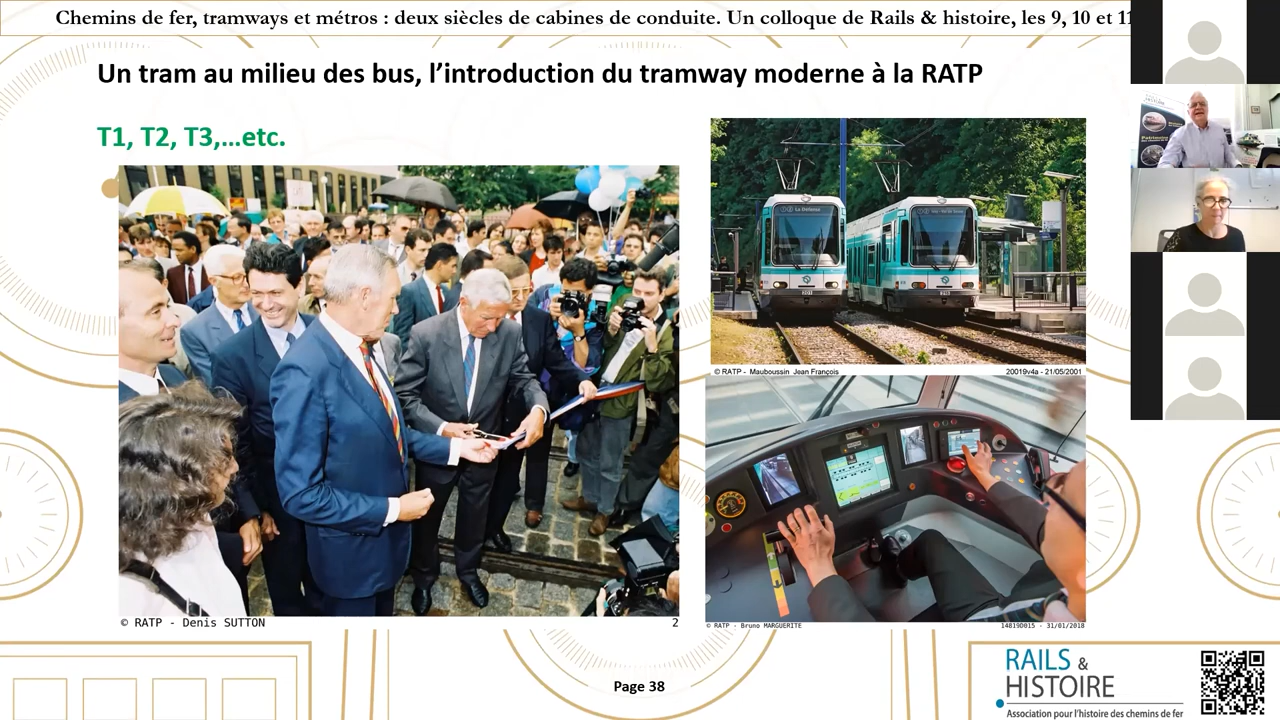 Chemins de fer, tramways et métros : deux siècles de cabines de conduite. Un colloque de Rails & histoire, les 9, 10 et 11
Un tram au milieu des bus, l’introduction du tramway moderne à la RATP
T1, T2, T3,...etc.
La Défense
© RATP - Mauboussin Jean François
20019v4a - 21/05/2001
© RATP - Denis SUTTON
2
© RATP - Bruno MARGUERITE
14819D015 - 31/01/2018
Page 38
RAILS &
HISTOIRE
Association pour l’histoire des chemins de fer